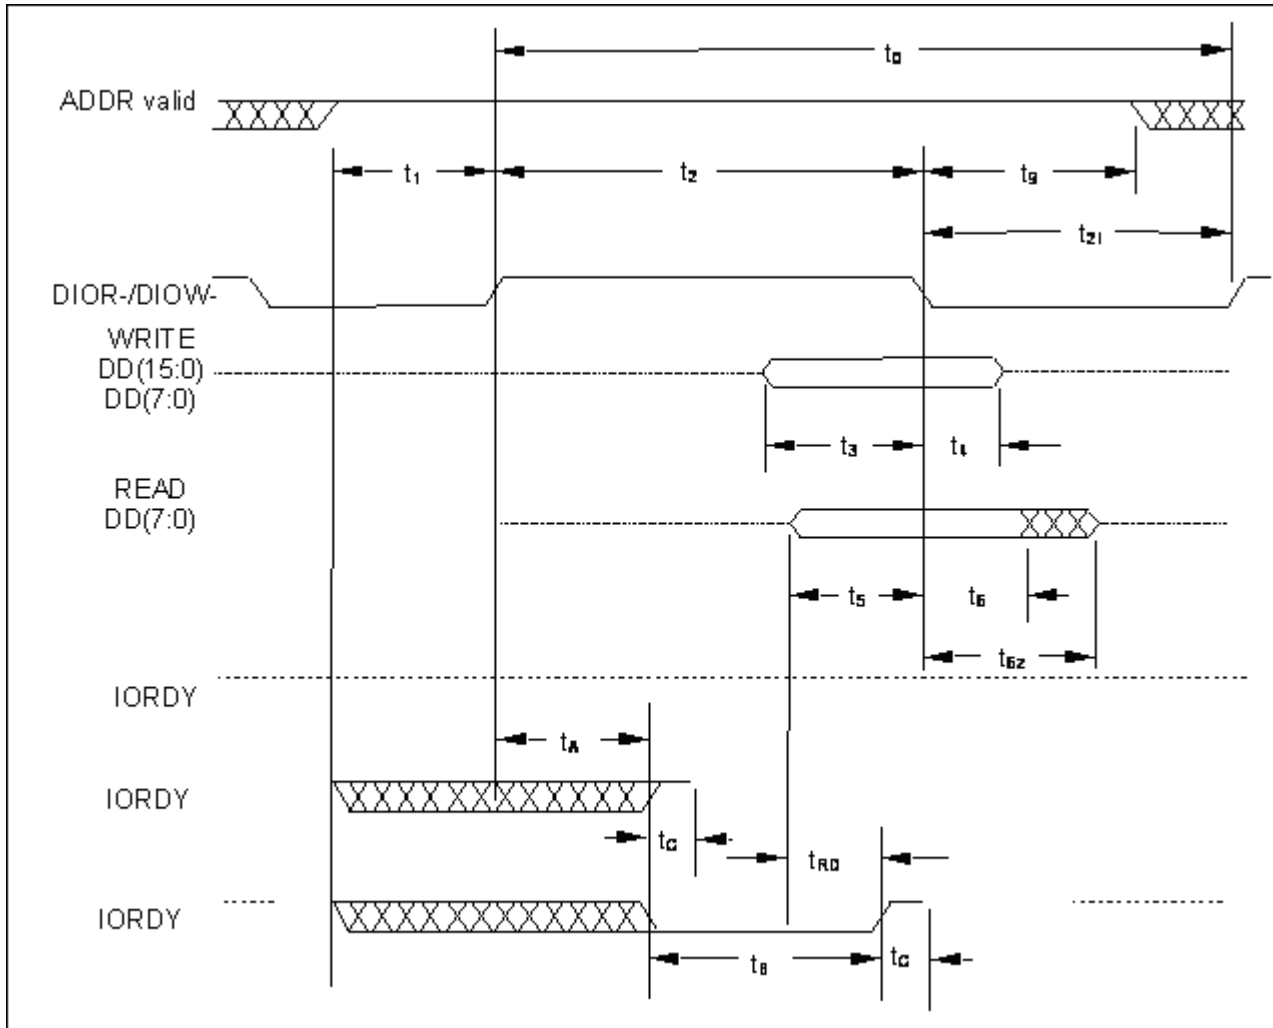 t0
ADDR valid
t1
t2
t9
t2i
DIOR-/DIOW-
WRITE
DD(15:0)
DD(7:0)
t3
t4
READ
DD(7:0)
t5
t6
t6z
IORDY
tA
IORDY
tC
tRD
IORDY
tB
tC